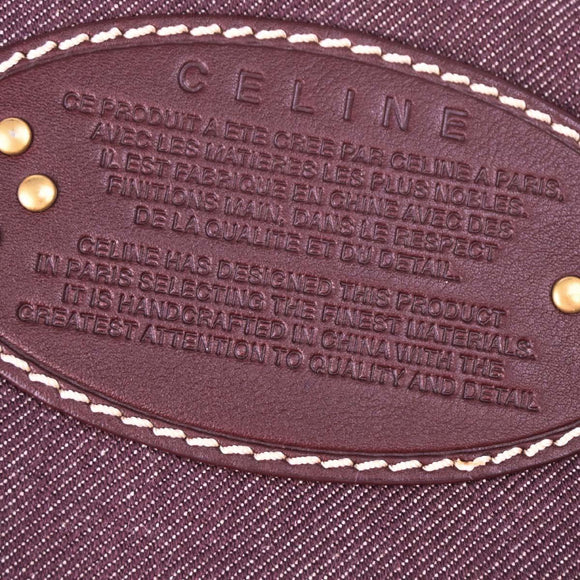 CELINE
CE PRODUIT A ETE CREE PAR CELINE A PARIS,
AVEC LES MATIÈRES LES PLUS NOBLES.
IL EST FABRIQUE EN CHINE AVEC DES
FINITIONS MAIN, DANS LE RESPECT
DE LA QUALITE ET DU DETAIL.
CELINE HAS DESIGNED THIS PRODUCT
IN PARIS SELECTING THE FINEST MATERIALS.
IT IS HANDCRAFTED IN CHINA WITH THE
GREATEST ATTENTION TO QUALITY AND DETAIL